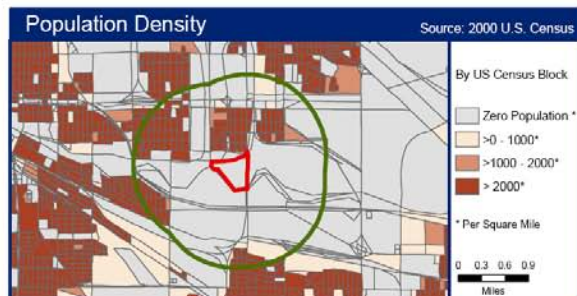 Population Density
Source: 2000 U.S. Census
By US Census Block
Zero Population *
>0 - 1000*
>1000 - 2000*
> 2000*
* Per Square Mile
0 0.3 0.6 0.9
Miles